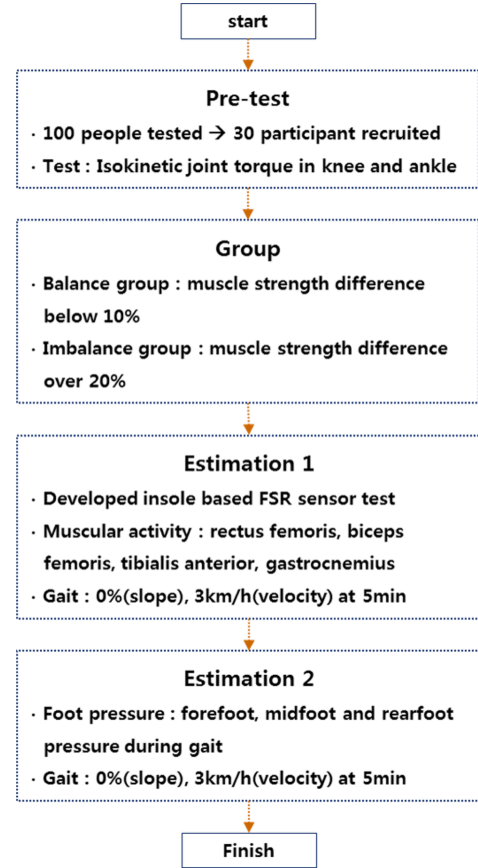 start
Pre-test
· 100 people tested → 30 participant recruited
· Test : Isokinetic joint torque in knee and ankle
Group
· Balance group : muscle strength difference
below 10%
· Imbalance group : muscle strength difference
over 20%
Estimation 1
· Developed insole based FSR sensor test
· Muscular activity : rectus femoris, biceps
femoris, tibialis anterior, gastrocnemius
· Gait : 0%(slope), 3km/h(velocity) at 5min
Estimation 2
· Foot pressure : forefoot, midfoot and rearfoot
pressure during gait
· Gait : 0%(slope), 3km/h(velocity) at 5min
Finish